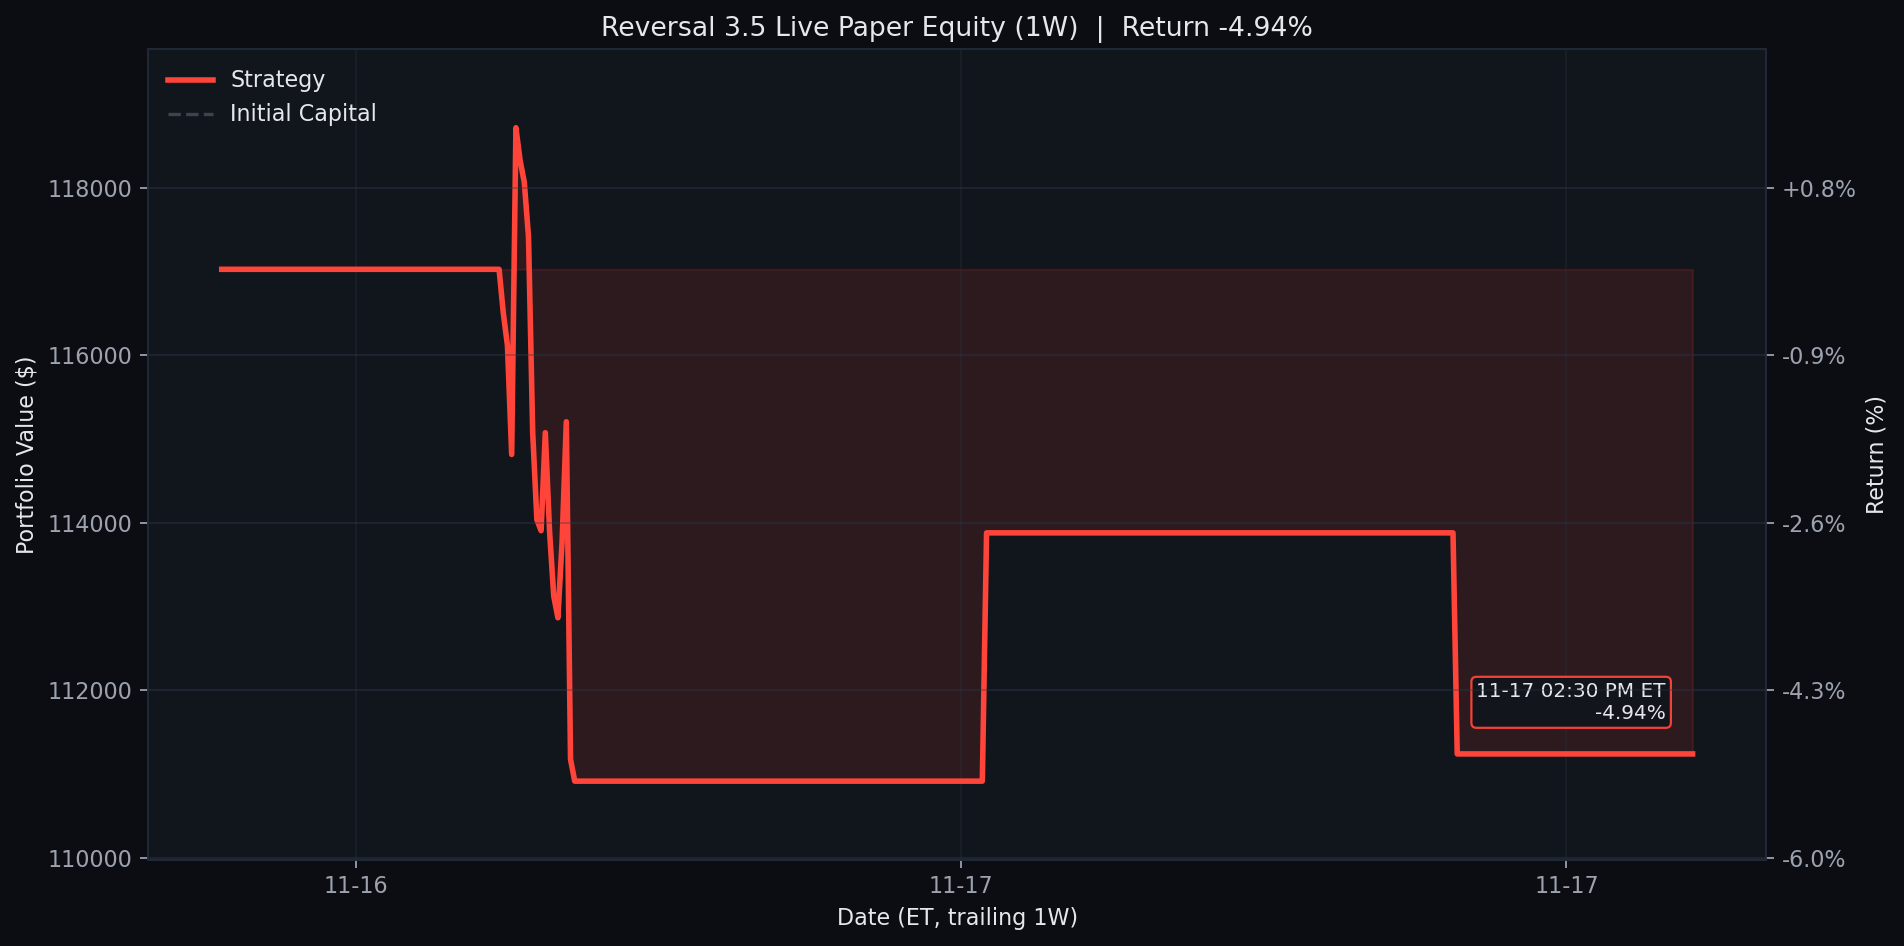 Reversal 3.5 Live Paper Equity (1W) | Return -4.94%
Strategy
Initial Capital
Portfolio Value ($)
118000
116000
114000
112000
110000
+0.8%
-0.9%
-2.6%
-4.3%
-6.0%
Return (%)
11-17 02:30 PM ET
-4.94%
11-16
11-17
11-17
Date (ET, trailing 1W)